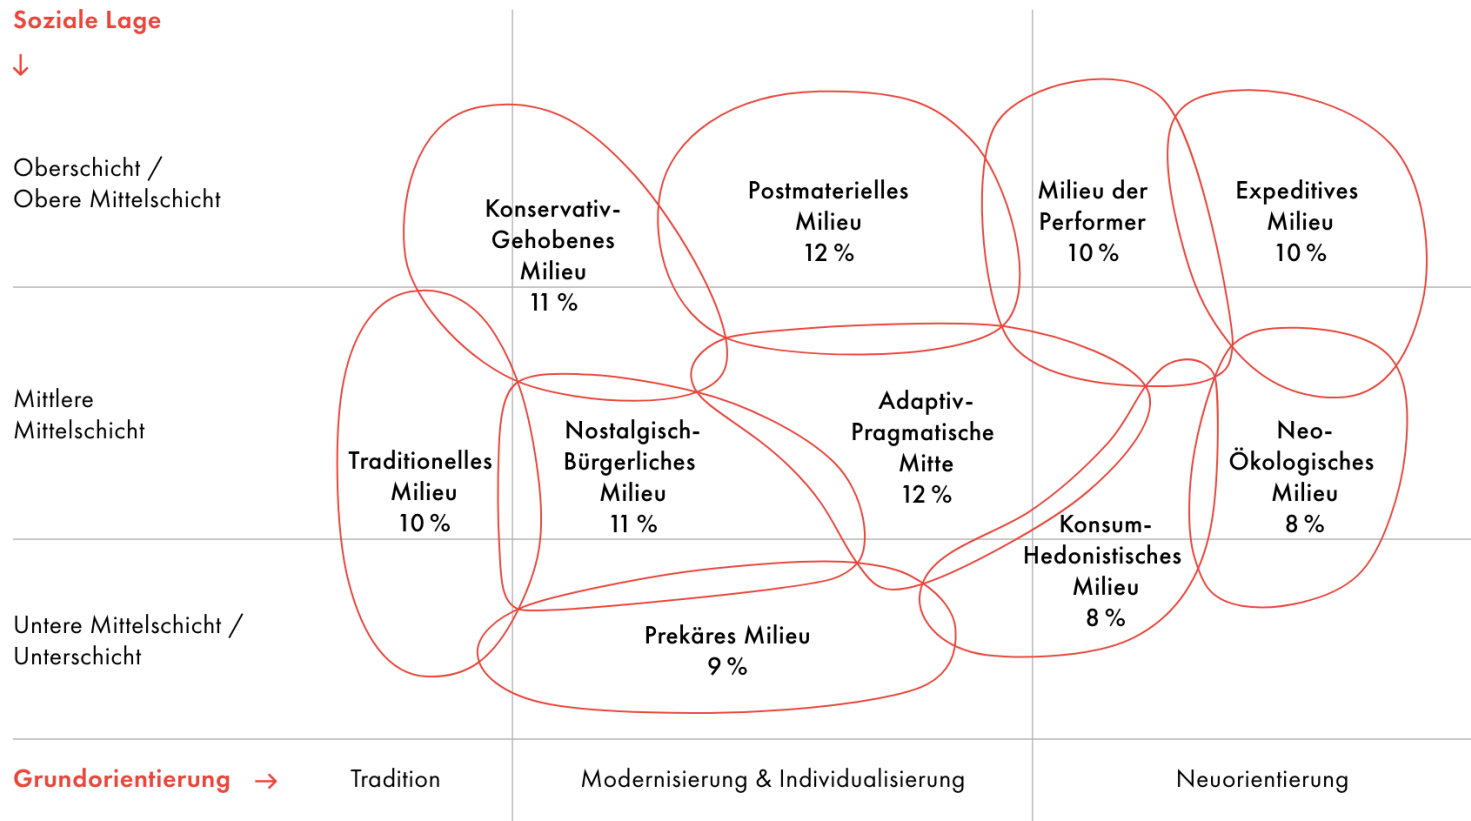 Soziale Lage
↓
Oberschicht /
Obere Mittelschicht
Konservativ-
Gehobenes
Milieu
11 %
Postmaterielles
Milieu
12 %
Milieu der
Performer
10 %
Expeditives
Milieu
10 %
Mittlere
Mittelschicht
Traditionelles
Milieu
10 %
Nostalgisch-
Bürgerliches
Milieu
11 %
Adaptiv-
Pragmatische
Mitte
12 %
Konsum-
Hedonistisches
Milieu
8 %
Neo-
Ökologisches
Milieu
8 %
Untere Mittelschicht /
Unterschicht
Prekäres Milieu
9 %
Grundorientierung →
Tradition
Modernisierung & Individualisierung
Neuorientierung